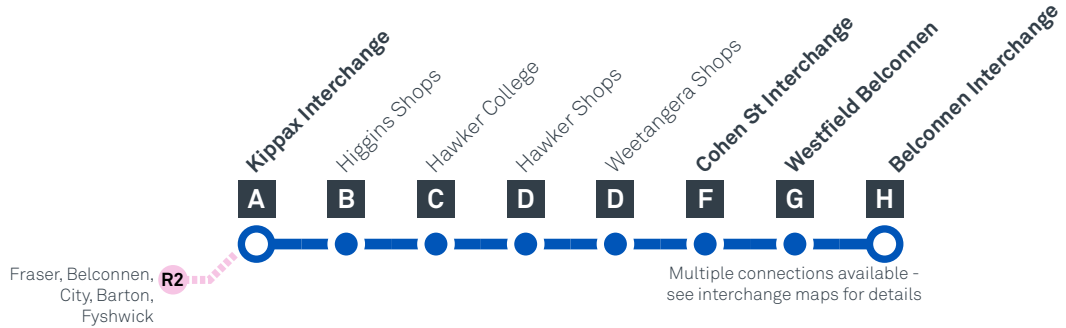 Kippax Interchange
Higgins Shops
Hawker College
Hawker Shops
Weetangera Shops
Cohen St Interchange
Westfield Belconnen
Belconnen Interchange
A
B
C
D
D
F
G
H
Fraser, Belconnen,
City, Barton,
Fyshwick
R2
Multiple connections available -
see interchange maps for details